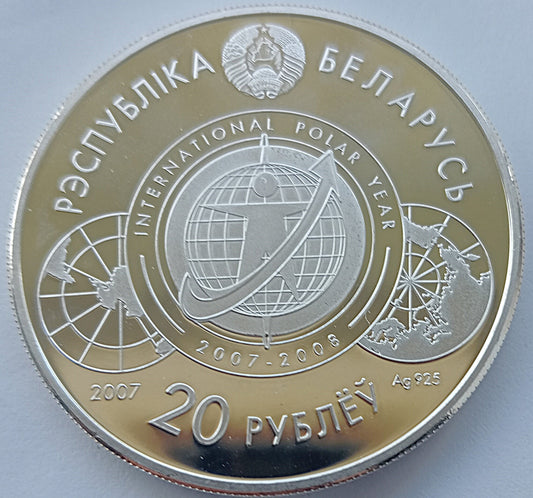 РЭСПУБЛІКА БЕЛАРУСЬ
INTERNATIONAL POLAR YEAR
2007-2008
2007
Ag 925
20 РУБЛЁЎ